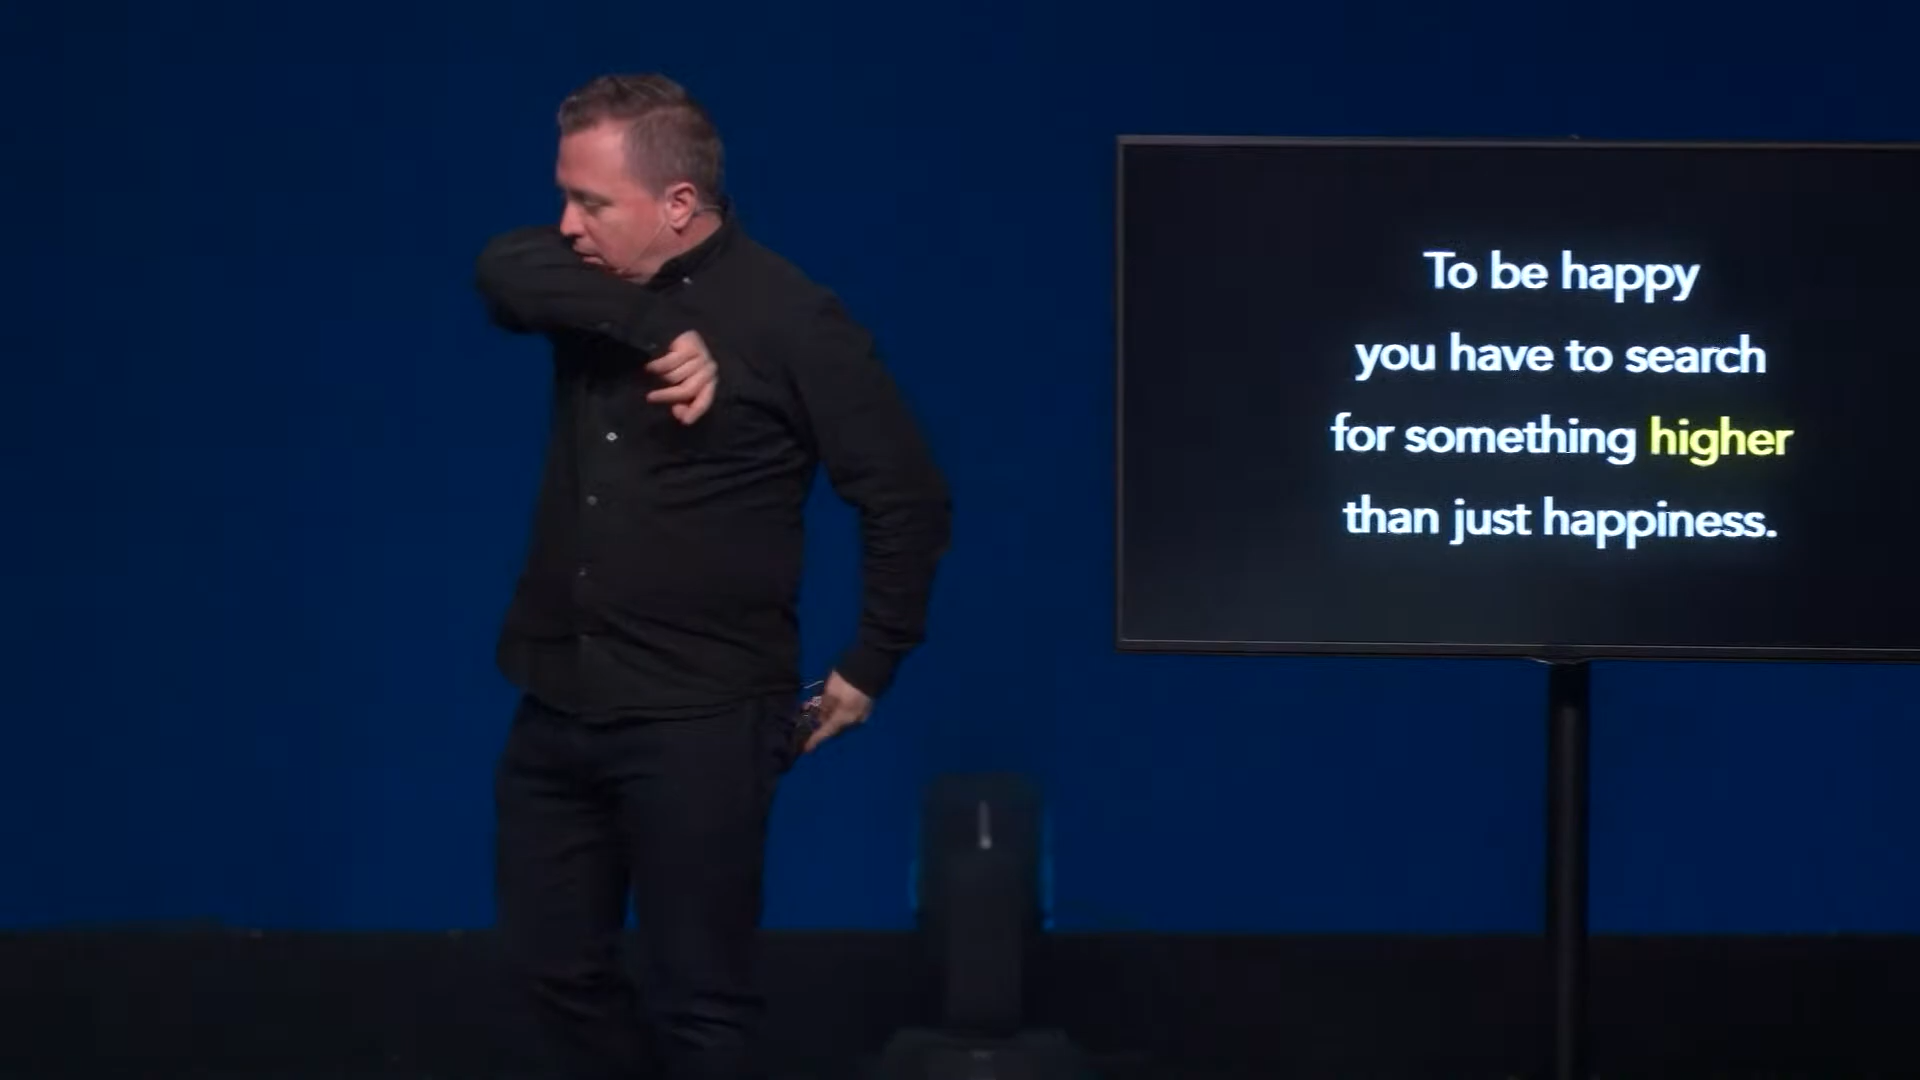 To be happy
you have to search
for something higher
than just happiness.